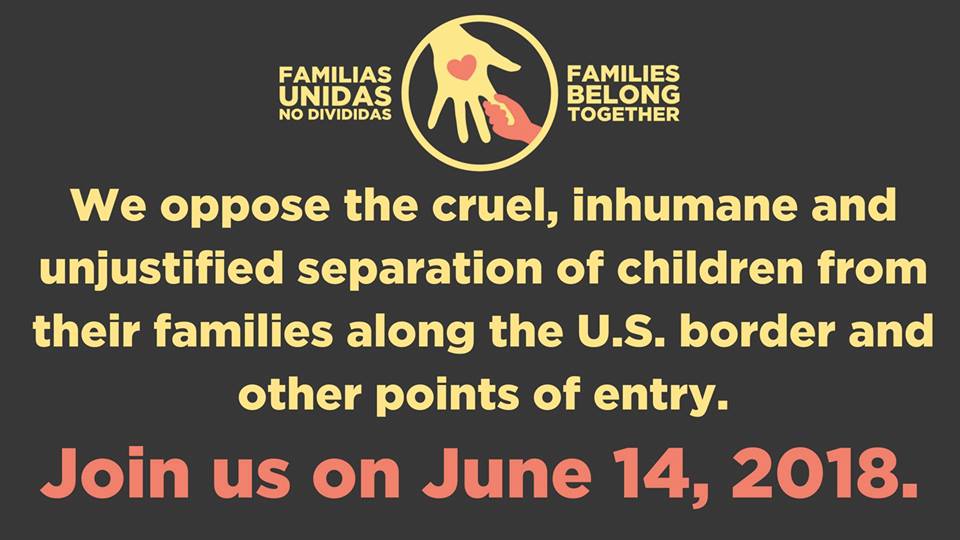 FAMILIAS
UNIDAS
NO DIVIDIDAS
FAMILIES
BELONG
TOGETHER
We oppose the cruel, inhumane and
unjustified separation of children from
their families along the U.S. border and
other points of entry.
Join us on June 14, 2018.